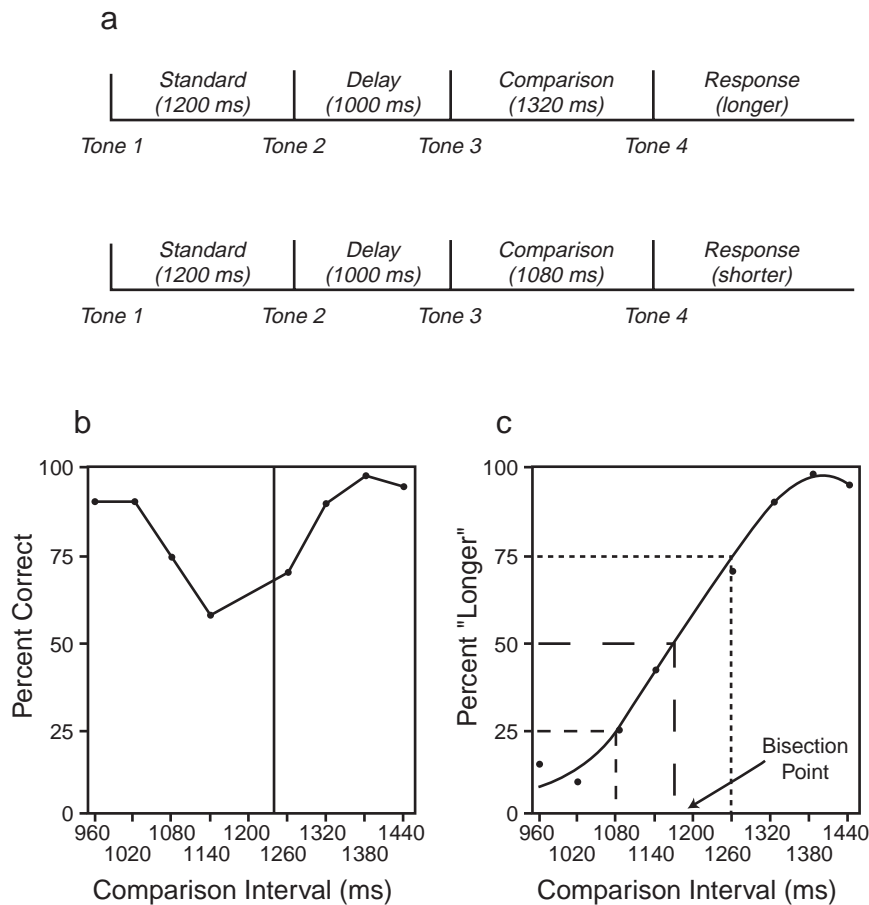 a
Standard Delay Comparison Response
(1200 ms) (1000 ms) (1320 ms) (longer)
Tone 1 Tone 2 Tone 3 Tone 4
Standard Delay Comparison Response
(1200 ms) (1000 ms) (1080 ms) (shorter)
Tone 1 Tone 2 Tone 3 Tone 4
b
100
75
50
25
0
Percent Correct
960 1080 1200 1320 1440
1020 1140 1260 1380
Comparison Interval (ms)
c
100
75
50
25
0
Percent "Longer"
Bisection
Point
960 1080 1200 1320 1440
1020 1140 1260 1380
Comparison Interval (ms)